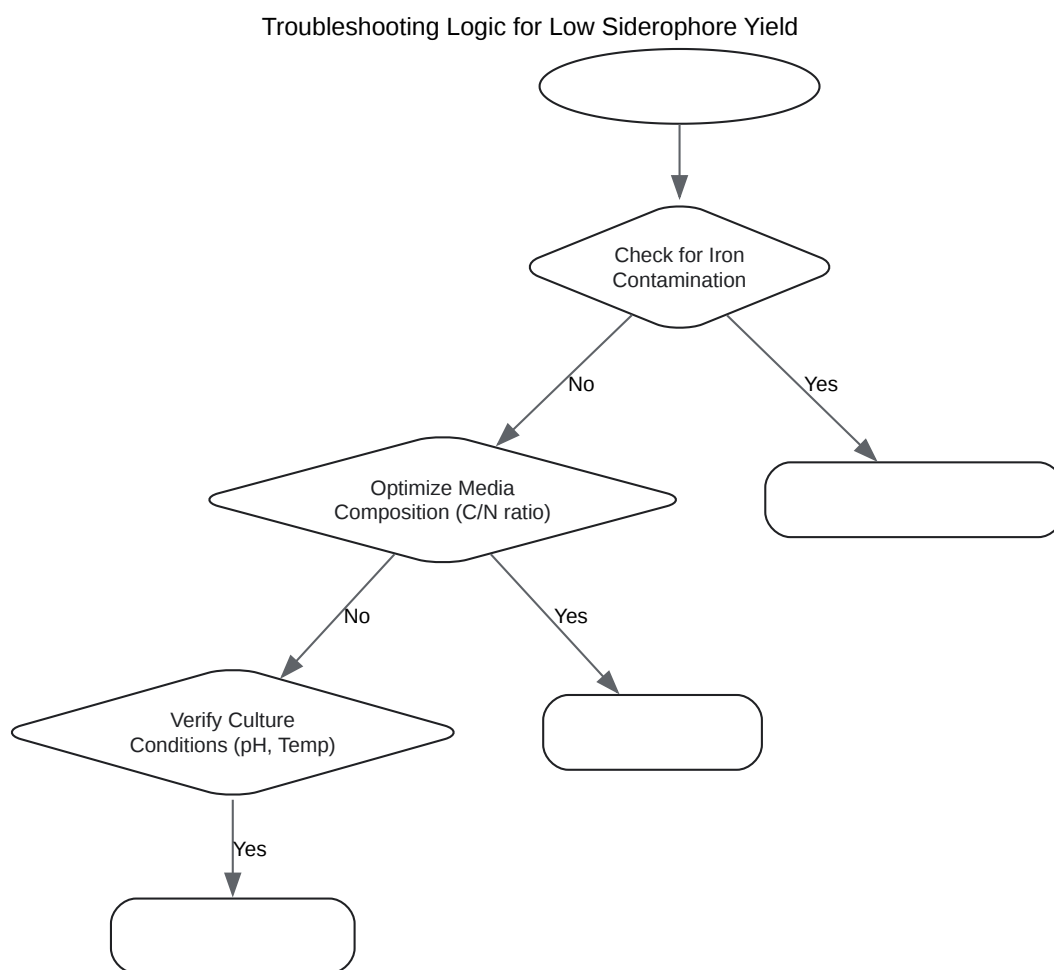 Troubleshooting Logic for Low Siderophore Yield
Check for Iron
Contamination
No
Yes
Optimize Media
Composition (C/N ratio)
No
Yes
Verify Culture
Conditions (pH, Temp)
Yes